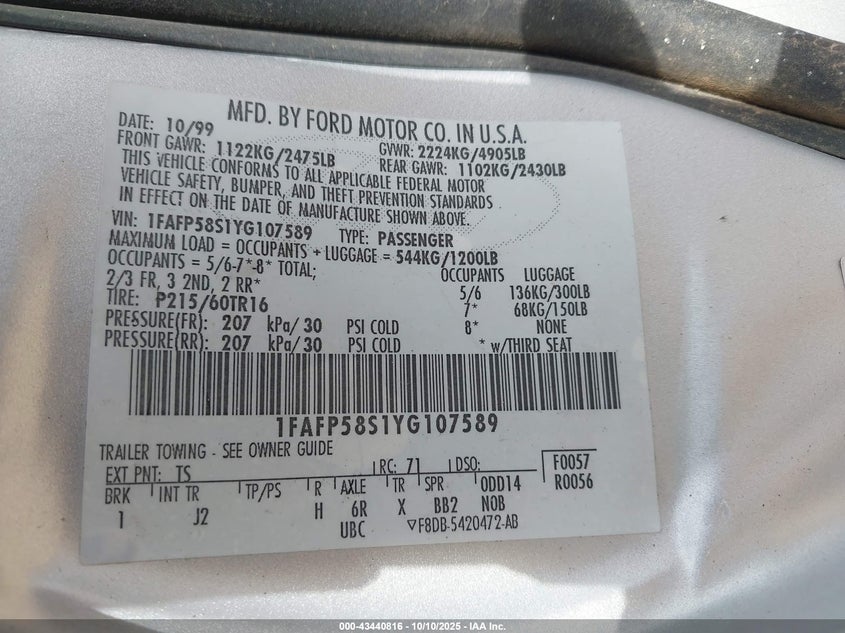 MFD. BY FORD MOTOR CO. IN U.S.A.
DATE: 10/99 GVWR: 2224KG/4905LB
FRONT GAWR: 1122KG/2475LB REAR GAWR: 1102KG/2430LB
THIS VEHICLE CONFORMS TO ALL APPLICABLE FEDERAL MOTOR
VEHICLE SAFETY, BUMPER, AND THEFT PREVENTION STANDARDS
IN EFFECT ON THE DATE OF MANUFACTURE SHOWN ABOVE.
VIN: 1FAFP58S1YG107589 TYPE: PASSENGER
MAXIMUM LOAD = OCCUPANTS + LUGGAGE = 544KG/1200LB
OCCUPANTS = 5/6-7*-8* TOTAL; OCCUPANTS LUGGAGE
2/3 FR, 3 2ND, 2 RR* 5/6 136KG/300LB
TIRE: P215/60TR16 7* 68KG/150LB
PRESSURE(FR) 207 kPa/ 30 PSI COLD 8* NONE
PRESSURE(RR) 207 kPa/ 30 PSI COLD * w/THIRD SEAT
1FAFP58S1YG107589
TRAILER TOWING - SEE OWNER GUIDE
EXT PNT: TS RC: 71 DSO: F0057
BRK INT TR TP/PS R AXLE TR SPR 0DD14 R0056
1 J2 H 6R X BB2 NOB
UBC F8DB-5420472-AB
000-43440816 - 10/10/2025 - IAA Inc.